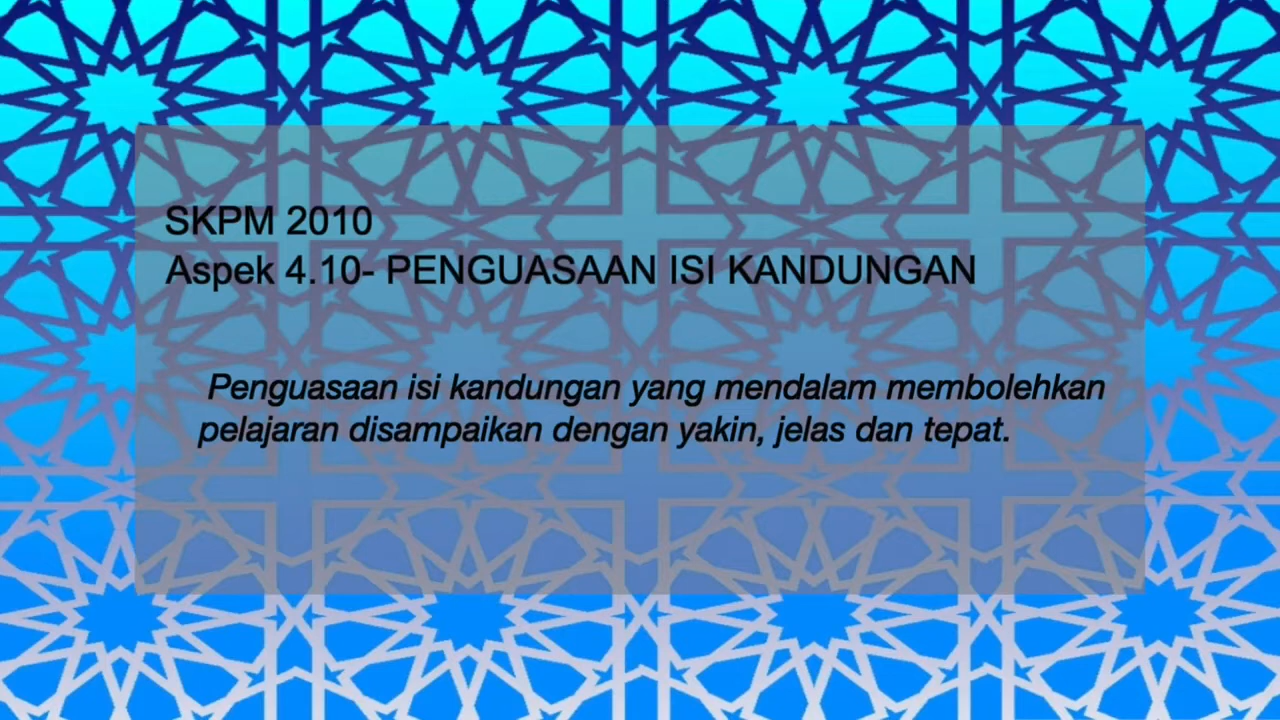 SKPM 2010
Aspek 4.10- PENGUASAAN ISI KANDUNGAN
Penguasaan isi kandungan yang mendalam membolehkan
pelajaran disampaikan dengan yakin, jelas dan tepat.